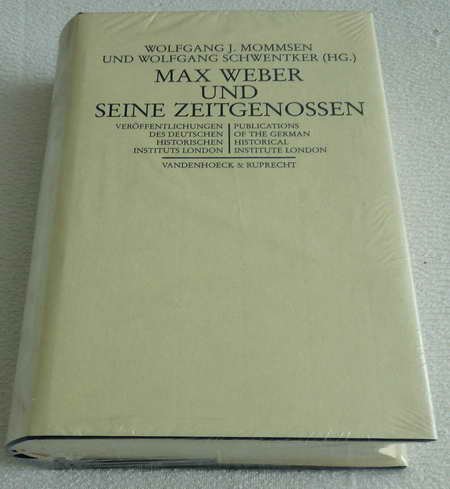 WOLFGANG J. MOMMSEN
UND WOLFGANG SCHWENTKER (HG.)
MAX WEBER
UND
SEINE ZEITGENOSSEN
VERÖFFENTLICHUNGEN
DES DEUTSCHEN
HISTORISCHEN
INSTITUTS LONDON
PUBLICATIONS
OF THE GERMAN
HISTORICAL
INSTITUTE LONDON
VANDENHOECK & RUPRECHT